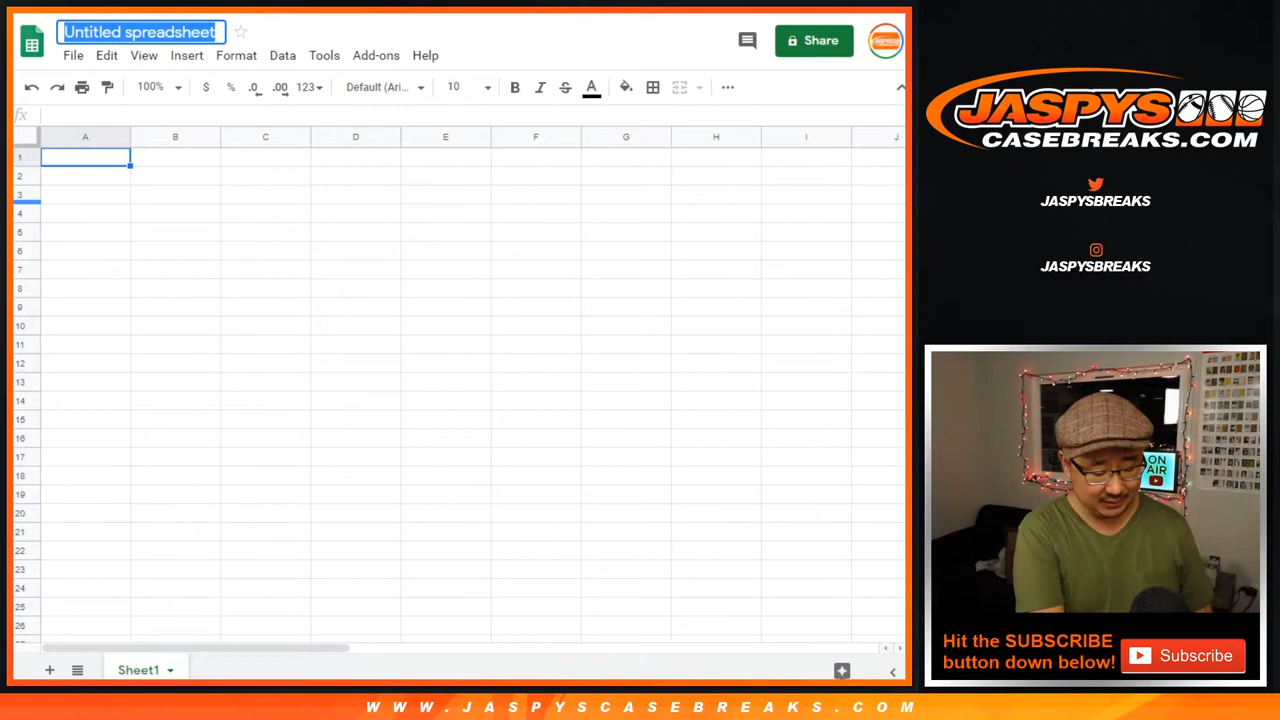 Untitled spreadsheet
File Edit View Insert Format Data Tools Add-ons Help
Share
100% $ % .0 .00 123 Default (Ari... 10 B I S A
fx
A B C D E F G H I J
1
2
3
4
5
6
7
8
9
10
11
12
13
14
15
16
17
18
19
20
21
22
23
24
25
26
Sheet1
JASPYS
CASEBREAKS.COM
JASPYSBREAKS
JASPYSBREAKS
ON
AIR
Hit the SUBSCRIBE
button down below!
Subscribe
WWW.JASPYSCASEBREAKS.COM